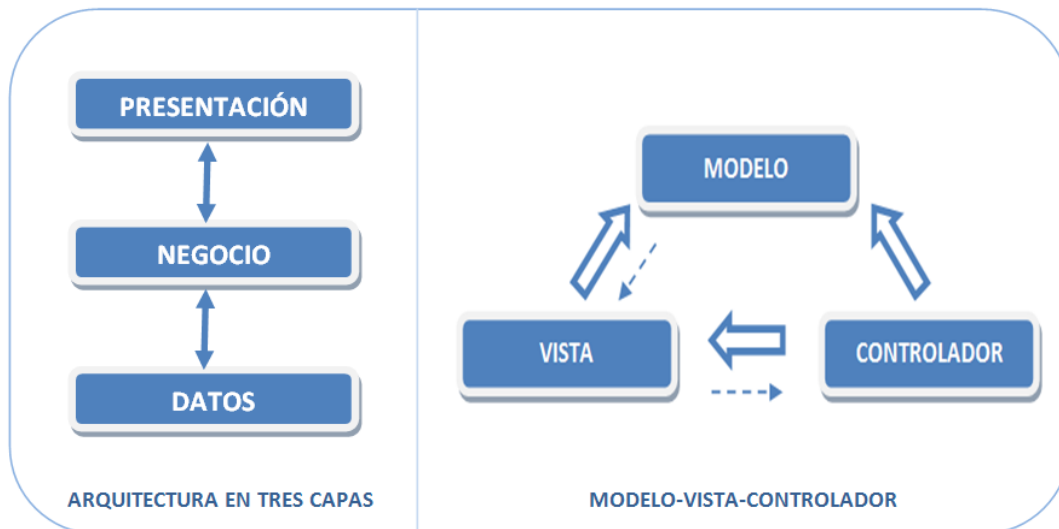 PRESENTACIÓN
NEGOCIO
DATOS
ARQUITECTURA EN TRES CAPAS
MODELO
VISTA
CONTROLADOR
MODELO-VISTA-CONTROLADOR